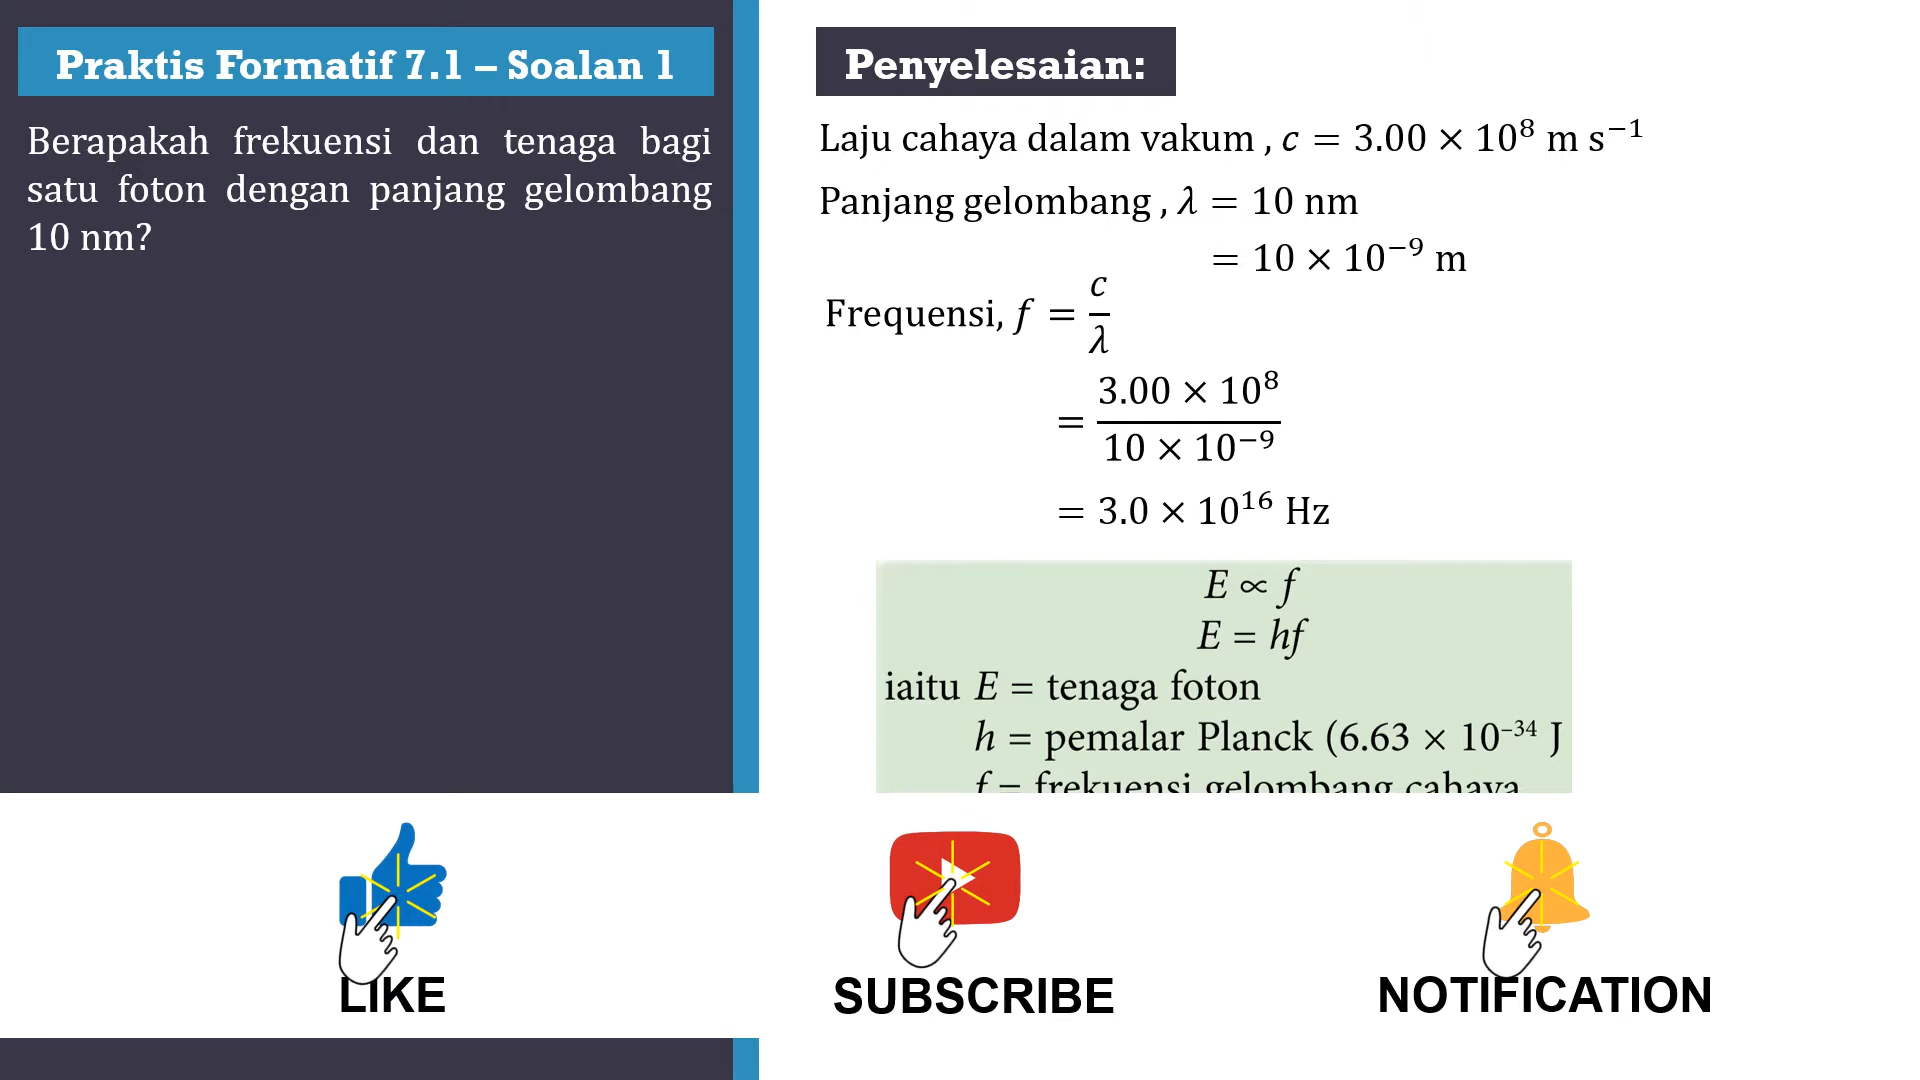 Praktis Formatif 7.1 – Soalan 1
Berapakah frekuensi dan tenaga bagi
satu foton dengan panjang gelombang
10 nm?
Penyelesaian:
Laju cahaya dalam vakum , c = 3.00 × 10⁸ m s⁻¹
Panjang gelombang , λ = 10 nm
= 10 × 10⁻⁹ m
Frequensi, f = c/λ
= (3.00 × 10⁸)/(10 × 10⁻⁹)
= 3.0 × 10¹⁶ Hz
E ∝ f
E = hf
iaitu E = tenaga foton
h = pemalar Planck (6.63 × 10⁻³⁴ J
f = frekuensi gelombang cahaya
LIKE
SUBSCRIBE
NOTIFICATION